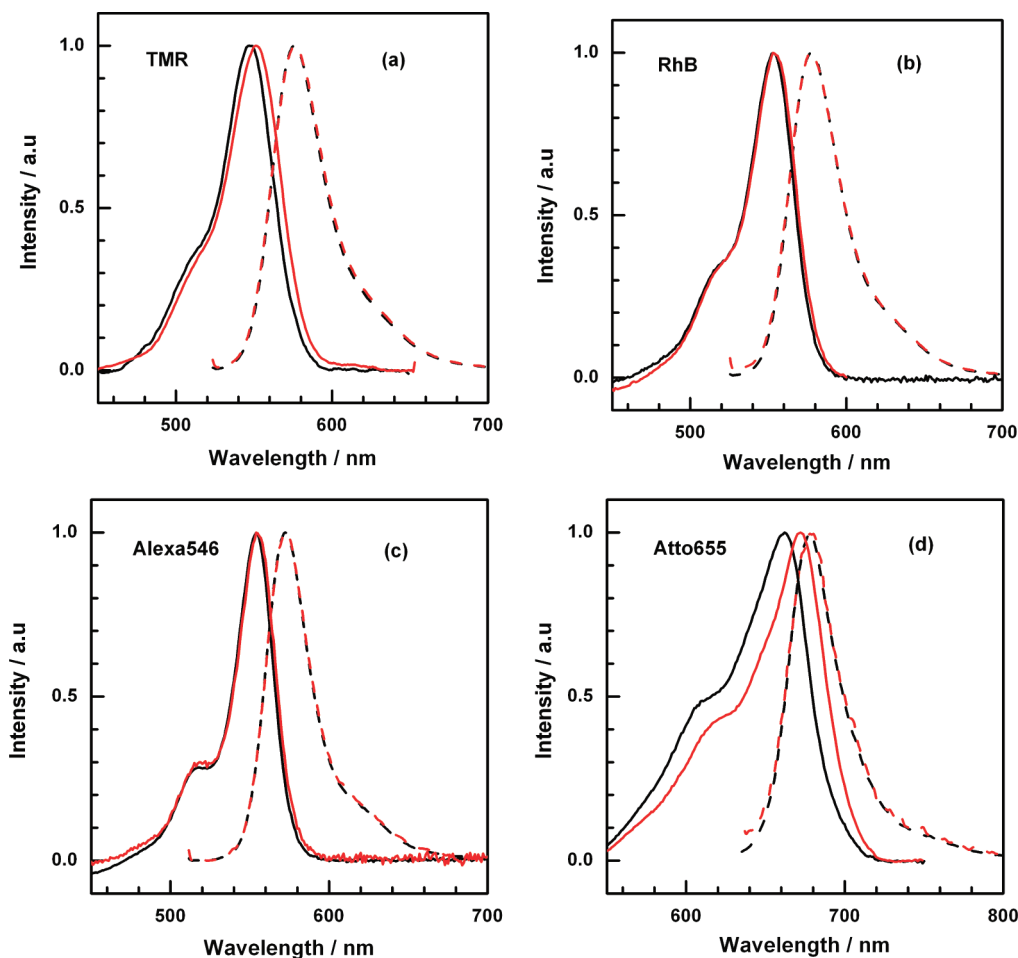 TMR
(a)
1.0
0.5
0.0
Intensity / a.u
500
600
700
Wavelength / nm
RhB
(b)
1.0
0.5
0.0
Intensity / a.u
500
600
700
Wavelength / nm
Alexa546
(c)
1.0
0.5
0.0
Intensity / a.u
500
600
700
Wavelength / nm
Atto655
(d)
1.0
0.5
0.0
Intensity / a.u
600
700
800
Wavelength / nm